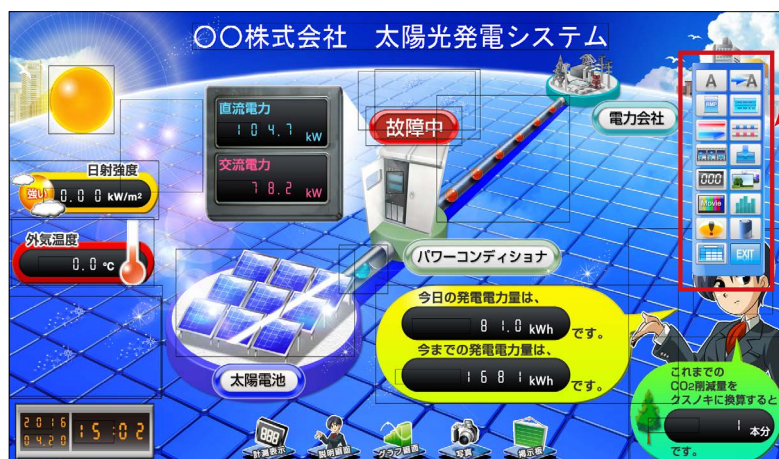 〇〇株式会社　太陽光発電システム
A
A
BMP
000
Movie
EXIT
直流電力
104.7 kW
故障中
電力会社
交流電力
78.2 kW
日射強度
強い
0.00 kW/m²
外気温度
0.0 ℃
パワーコンディショナ
今日の発電電力量は、
81.0 kWh
です。
今までの発電電力量は、
1681 kWh
です。
太陽電池
これまでの
CO2削減量を
クスノキに換算すると
1 本分
です。
2016
04.20
15:02
888
計測表示
説明画面
グラフ画面
写真
掲示板